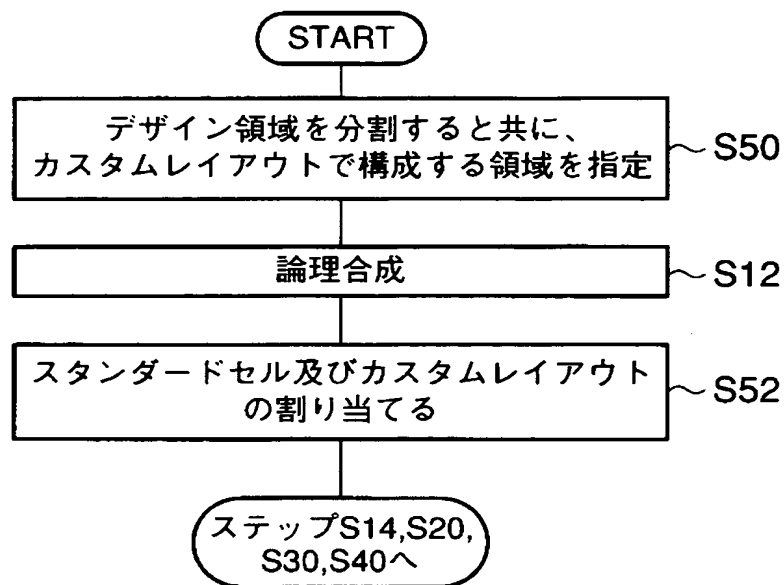 START
デザイン領域を分割すると共に、
カスタムレイアウトで構成する領域を指定
S50
論理合成
S12
スタンダードセル及びカスタムレイアウト
の割り当てる
S52
ステップS14,S20,
S30,S40へ